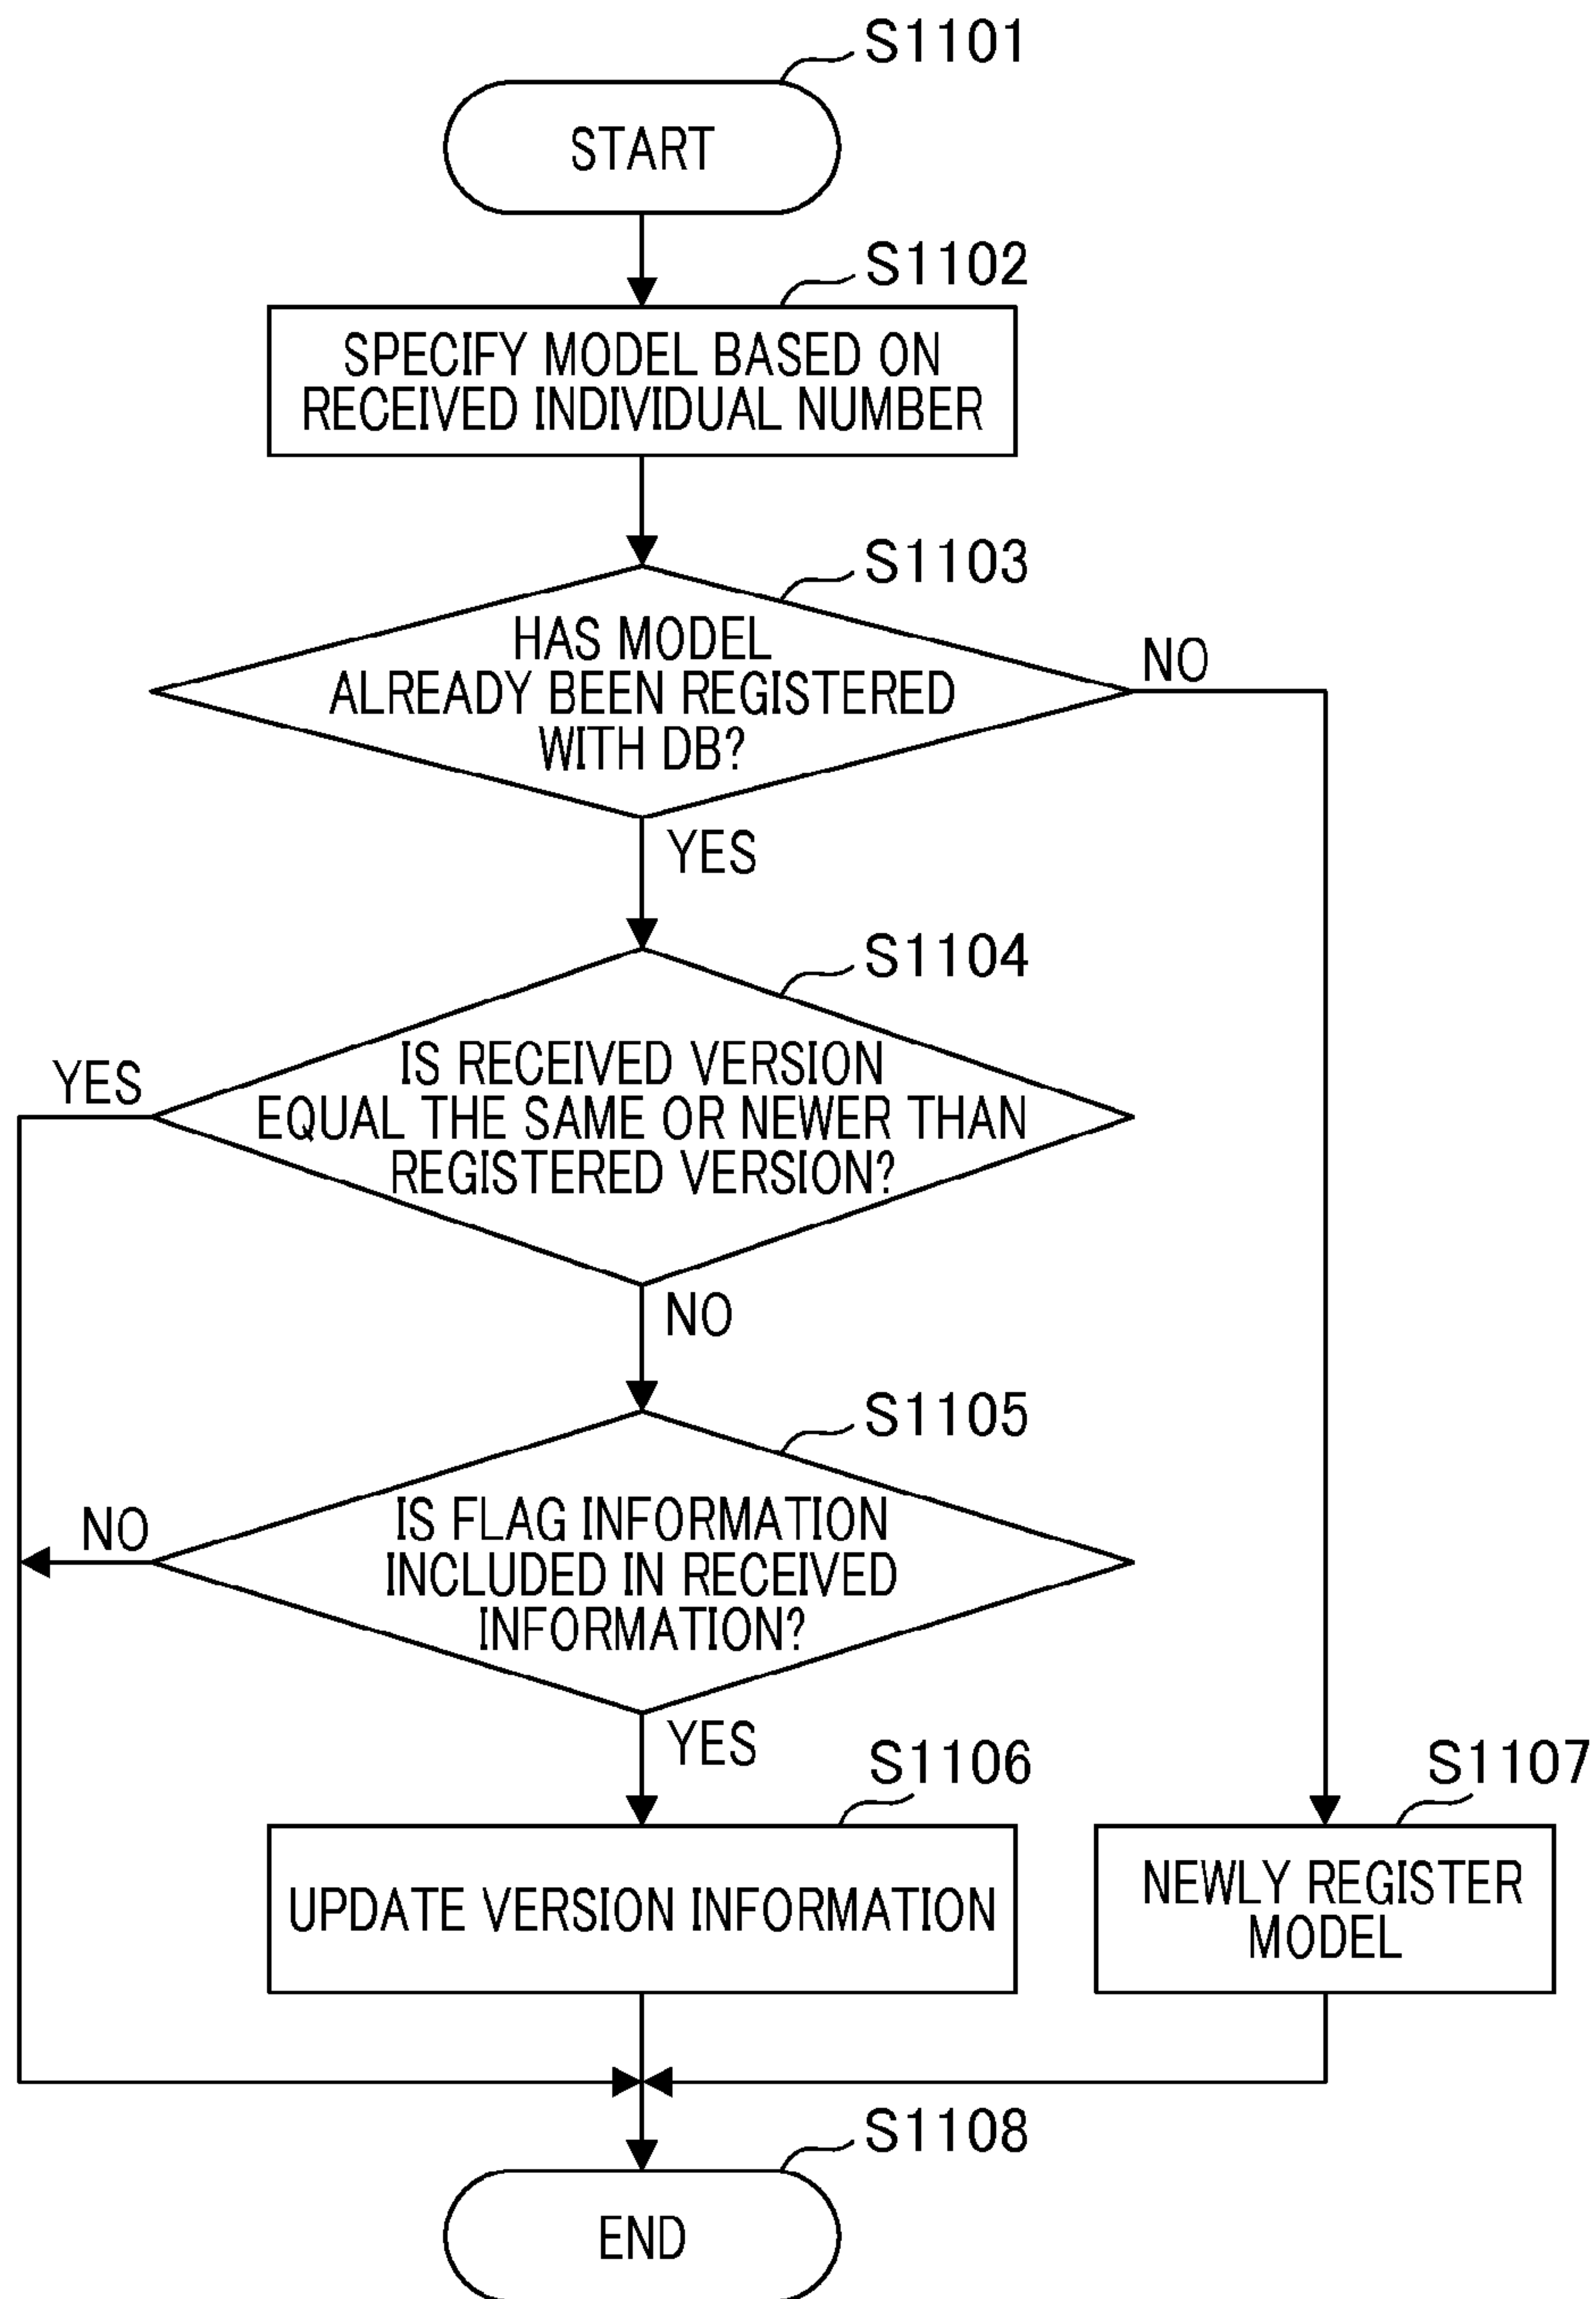 S1101
START
S1102
SPECIFY MODEL BASED ON
RECEIVED INDIVIDUAL NUMBER
S1103
HAS MODEL
ALREADY BEEN REGISTERED
WITH DB?
NO
YES
S1104
IS RECEIVED VERSION
EQUAL THE SAME OR NEWER THAN
REGISTERED VERSION?
YES
NO
S1105
IS FLAG INFORMATION
INCLUDED IN RECEIVED
INFORMATION?
NO
YES
S1106
UPDATE VERSION INFORMATION
S1107
NEWLY REGISTER
MODEL
S1108
END